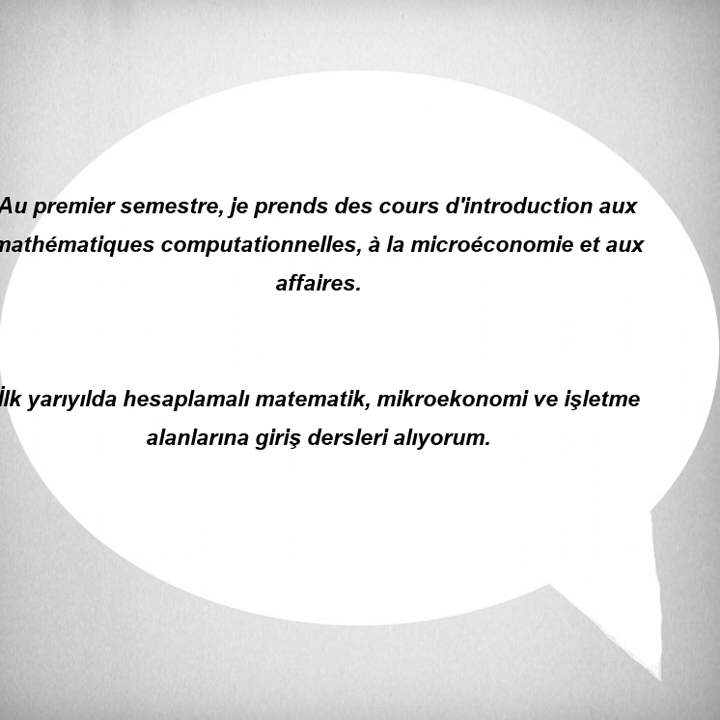 Au premier semestre, je prends des cours d'introduction aux
mathématiques computationnelles, à la microéconomie et aux
affaires.
İlk yarıyılda hesaplamalı matematik, mikroekonomi ve işletme
alanlarına giriş dersleri alıyorum.